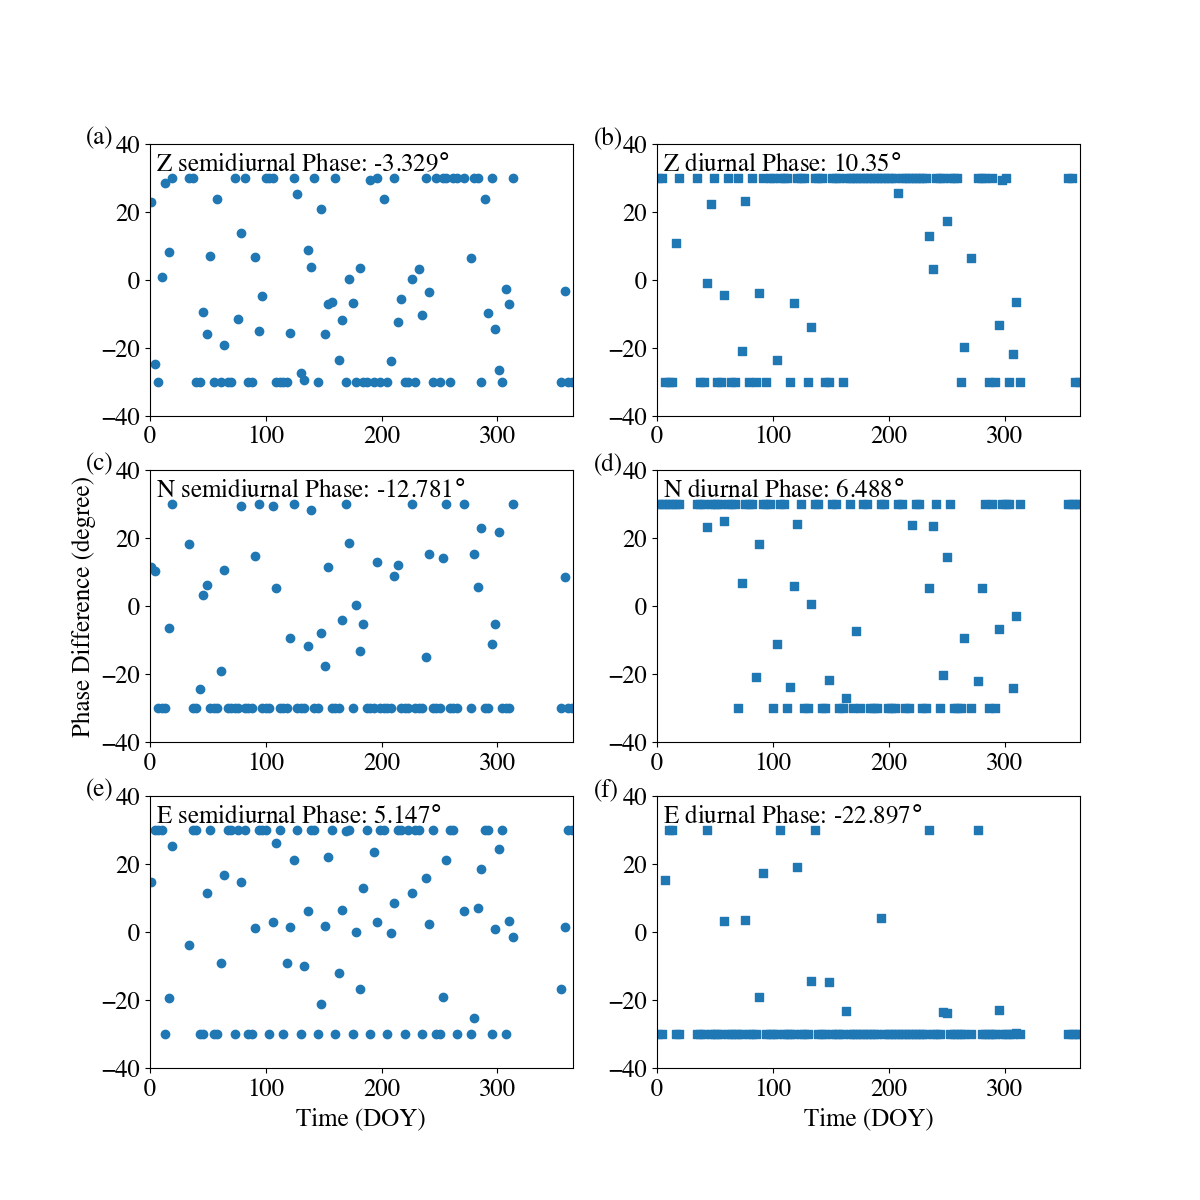 (a) (b)
Z semidiurnal Phase: -3.329° Z diurnal Phase: 10.35°
40 40
20 20
0 0
−20 −20
−40 −40
0 100 200 300 0 100 200 300
(c) (d)
N semidiurnal Phase: -12.781° N diurnal Phase: 6.488°
40 40
20 20
0 0
−20 −20
−40 −40
0 100 200 300 0 100 200 300
Phase Difference (degree)
(e) (f)
E semidiurnal Phase: 5.147° E diurnal Phase: -22.897°
40 40
20 20
0 0
−20 −20
−40 −40
0 100 200 300 0 100 200 300
Time (DOY) Time (DOY)